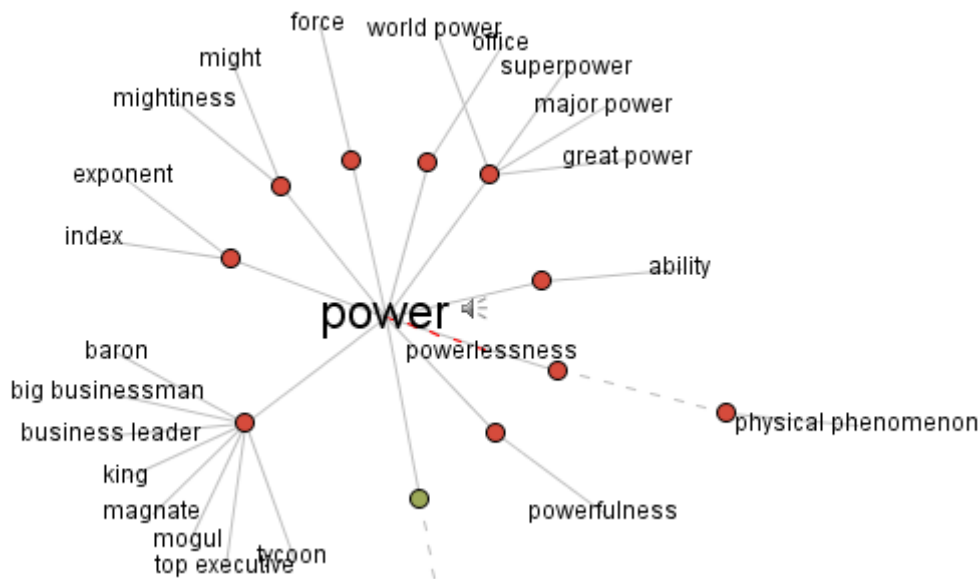 force
world power
office
might
superpower
mightiness
major power
great power
exponent
index
ability
power
powerlessness
baron
big businessman
physical phenomenon
business leader
king
magnate
powerfulness
mogul
tycoon
top executive